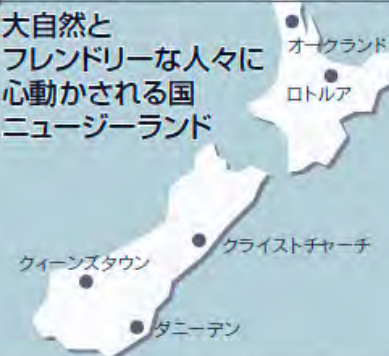 大自然と
フレンドリーな人々に
心動かされる国
ニュージーランド
オークランド
ロトルア
クライストチャーチ
クィーンズタウン
ダニーデン